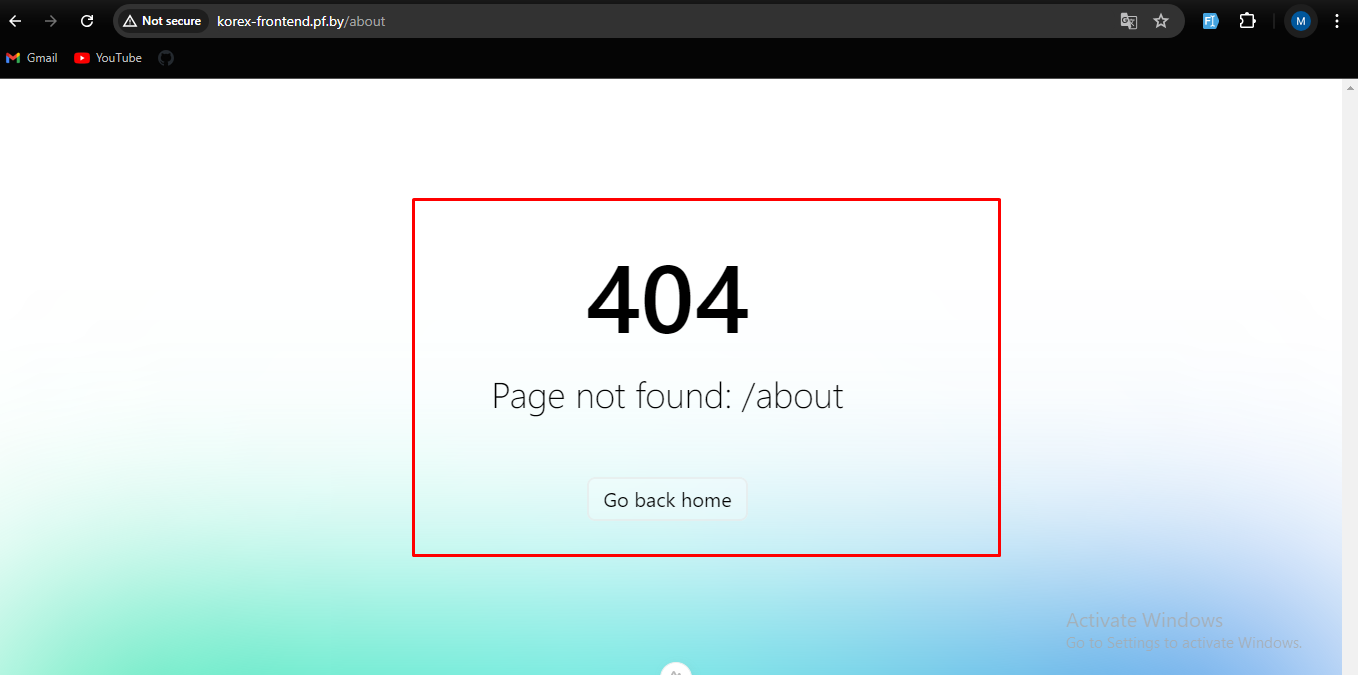 Not secure korex-frontend.pf.by/about
M
Gmail YouTube
404
Page not found: /about
Go back home
Activate Windows
Go to Settings to activate Windows.